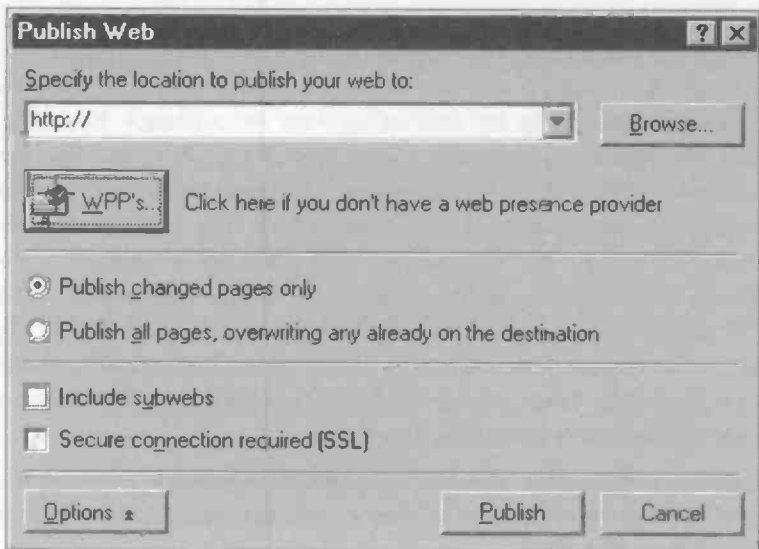 Publish Web
Specify the location to publish your web to:
http://
Browse...
WPP's...
Click here if you don't have a web presence provider
Publish changed pages only
Publish all pages, overwriting any already on the destination
Include subwebs
Secure connection required (SSL)
Options
Publish
Cancel